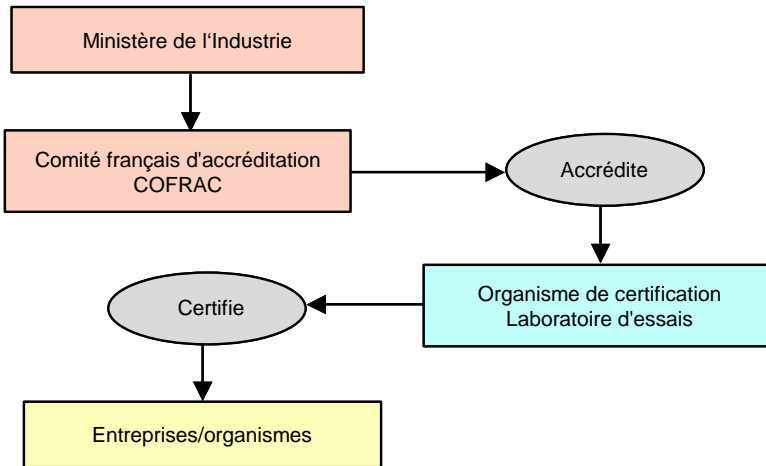 Ministère de l‘Industrie
Comité français d'accréditation
COFRAC
Accrédite
Organisme de certification
Laboratoire d'essais
Certifie
Entreprises/organismes